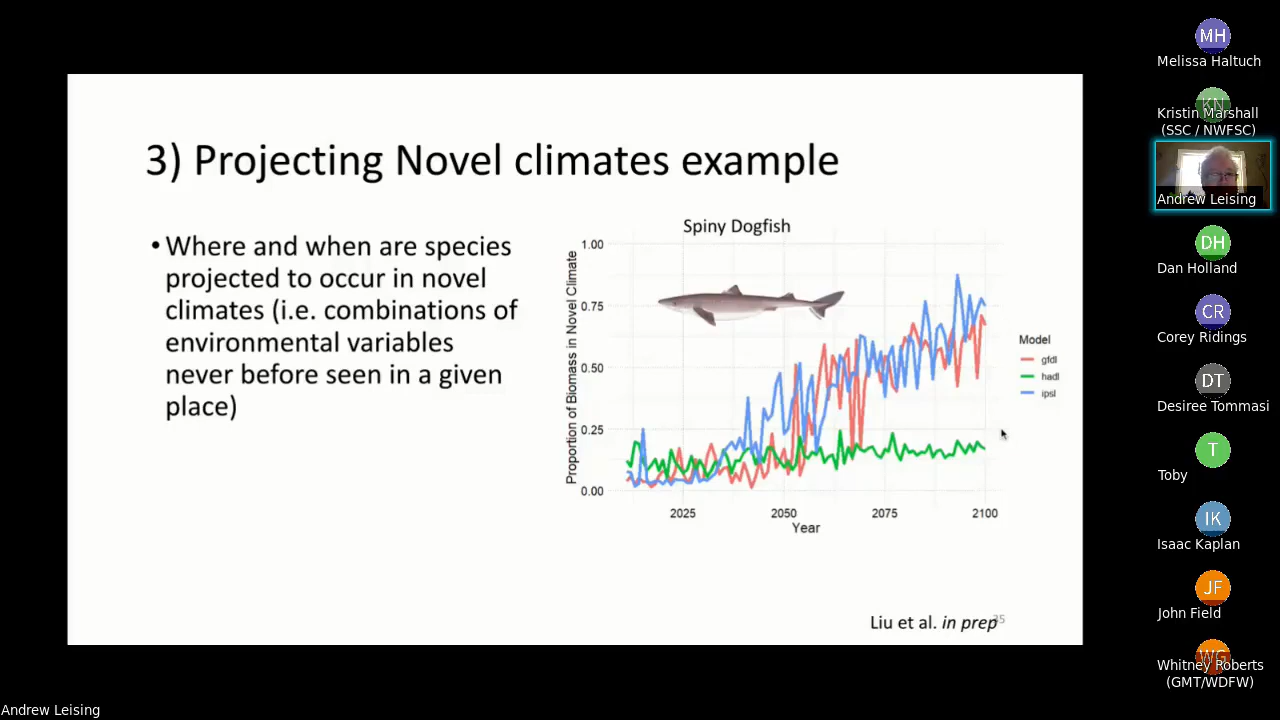 3) Projecting Novel climates example
• Where and when are species
projected to occur in novel
climates (i.e. combinations of
environmental variables
never before seen in a given
place)
Spiny Dogfish
Proportion of Biomass in Novel Climate
1.00
0.75
0.50
0.25
0.00
2025 2050 2075 2100
Year
Model
gfdl
hadl
ipsl
Liu et al. in prep
35
MH
Melissa Haltuch
KN
Kristin Marshall
(SSC / NWFSC)
Andrew Leising
DH
Dan Holland
CR
Corey Ridings
DT
Desiree Tommasi
T
Toby
IK
Isaac Kaplan
JF
John Field
WG
Whitney Roberts
(GMT/WDFW)
Andrew Leising